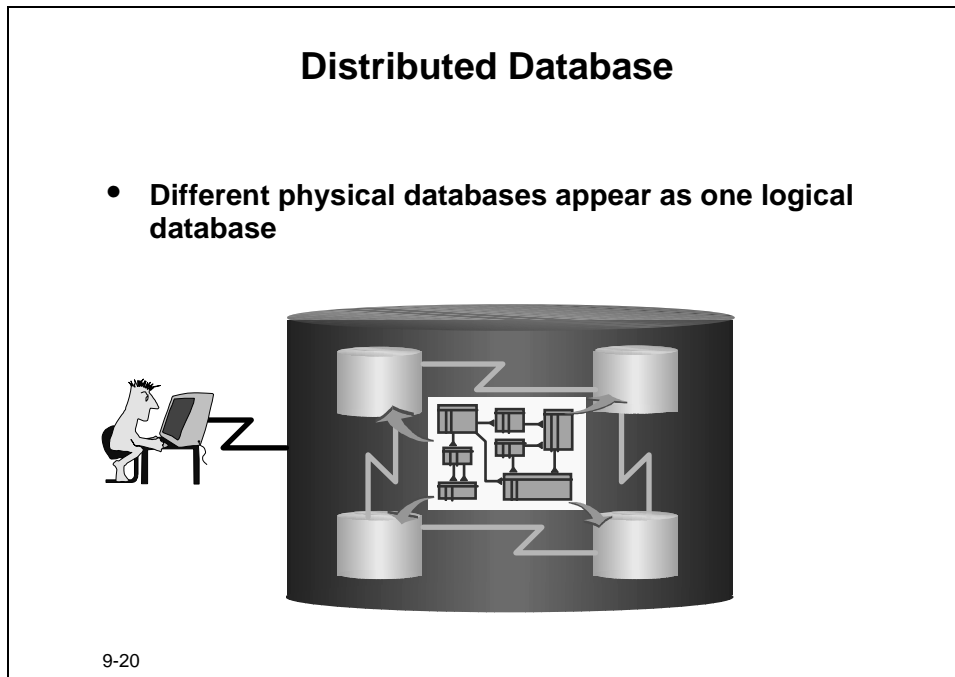 Distributed Database
• Different physical databases appear as one logical
database
9-20